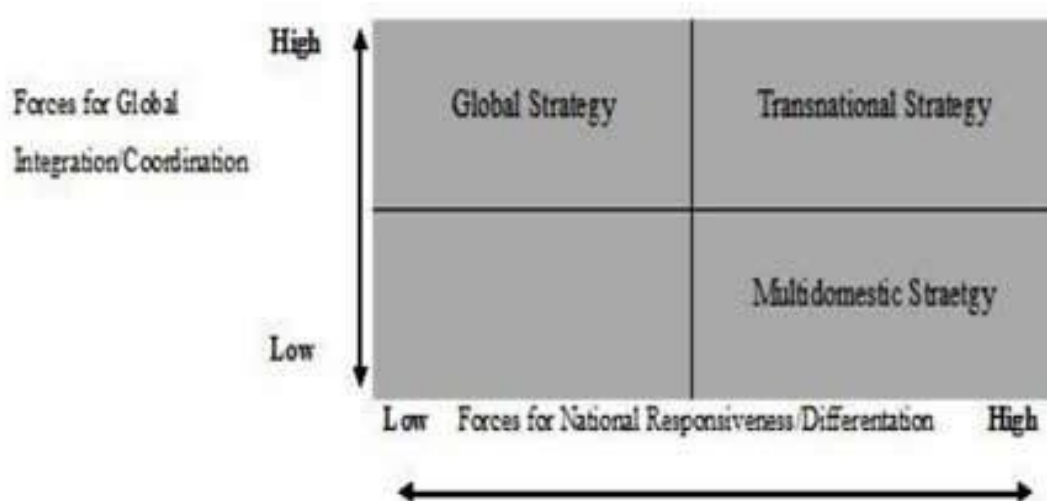 High
Forces for Global
Integration/Coordination
Global Strategy
Transnational Strategy
Multidomestic Straetgy
Low
Low
Forces for National Responsiveness/Differentation
High